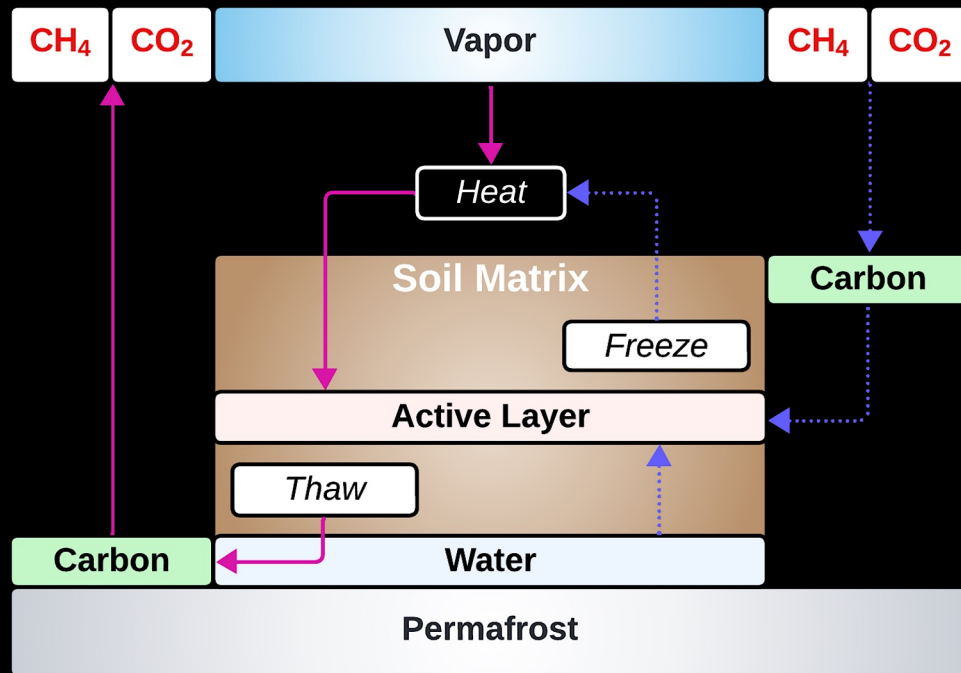 CH₄ CO₂ Vapor CH₄ CO₂
Heat
Soil Matrix
Carbon
Freeze
Active Layer
Thaw
Carbon Water
Permafrost